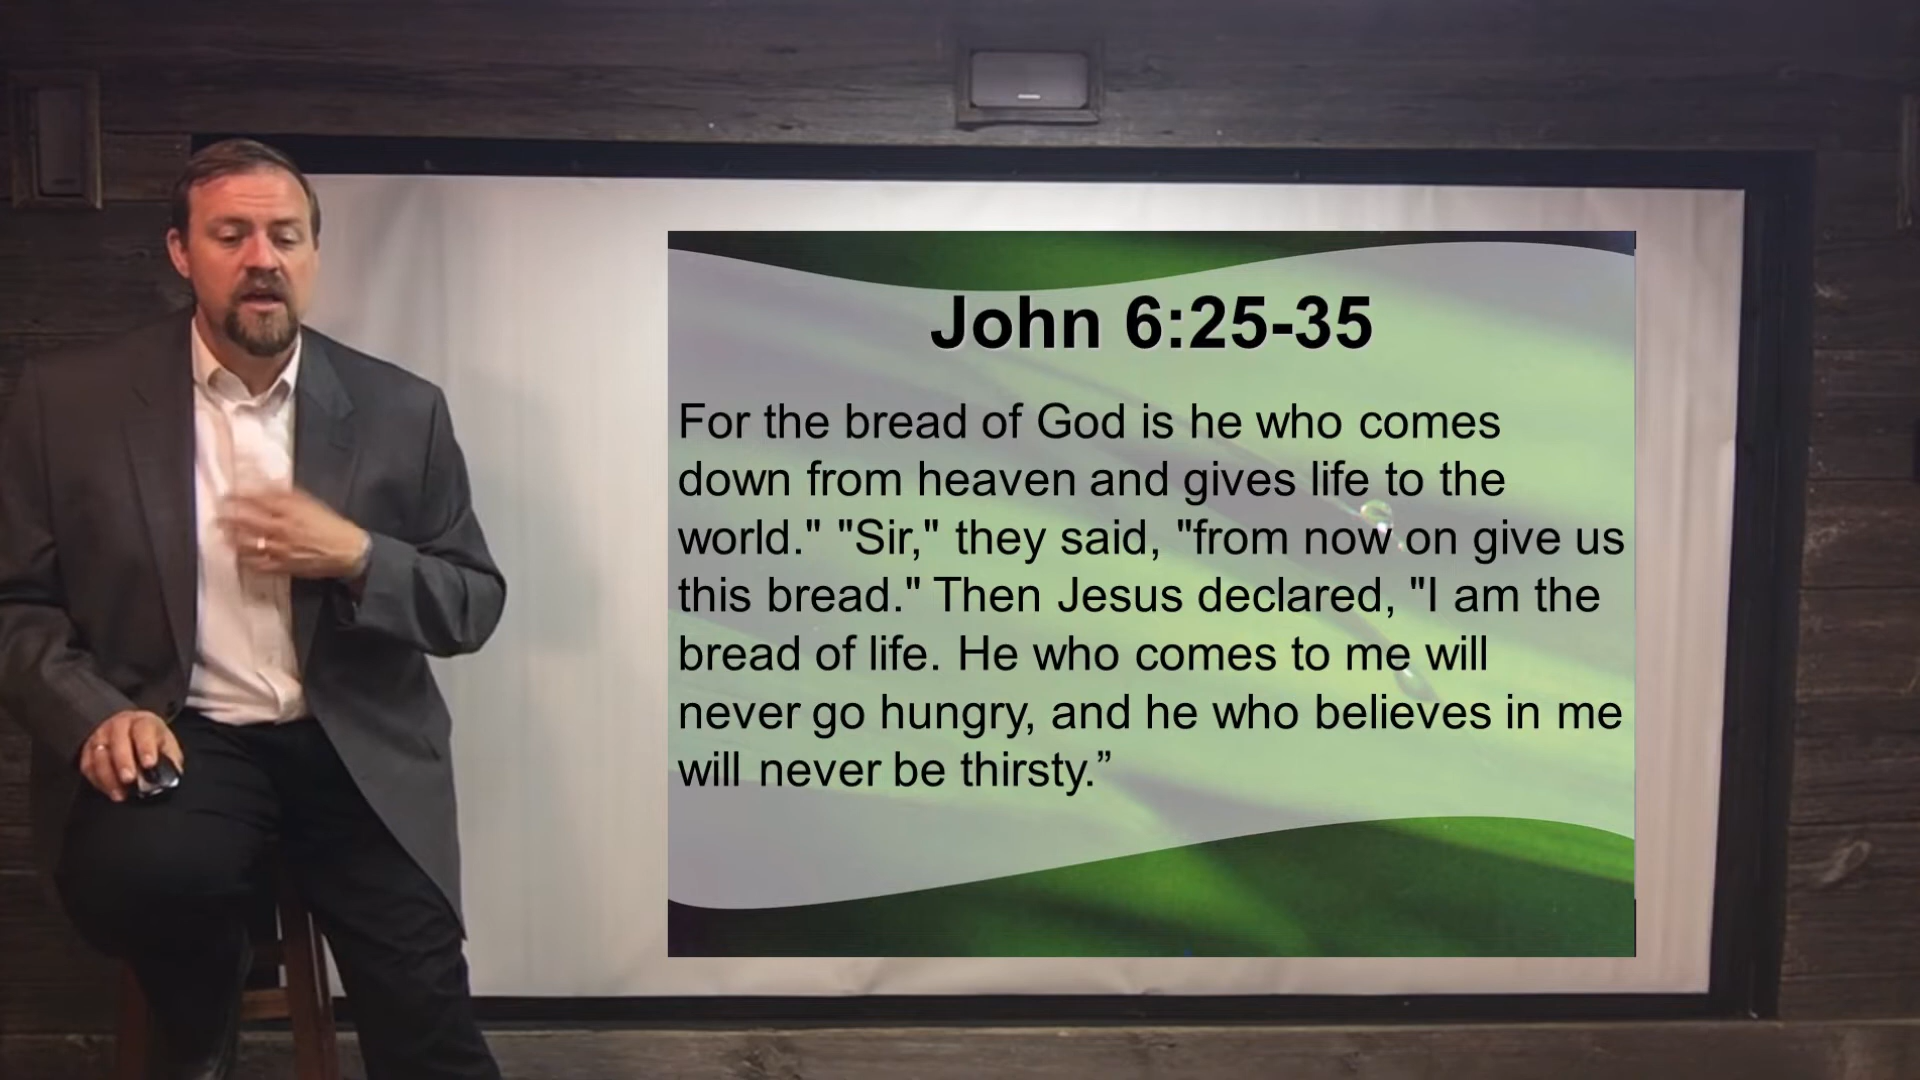 John 6:25-35
For the bread of God is he who comes
down from heaven and gives life to the
world." "Sir," they said, "from now on give us
this bread." Then Jesus declared, "I am the
bread of life. He who comes to me will
never go hungry, and he who believes in me
will never be thirsty.”